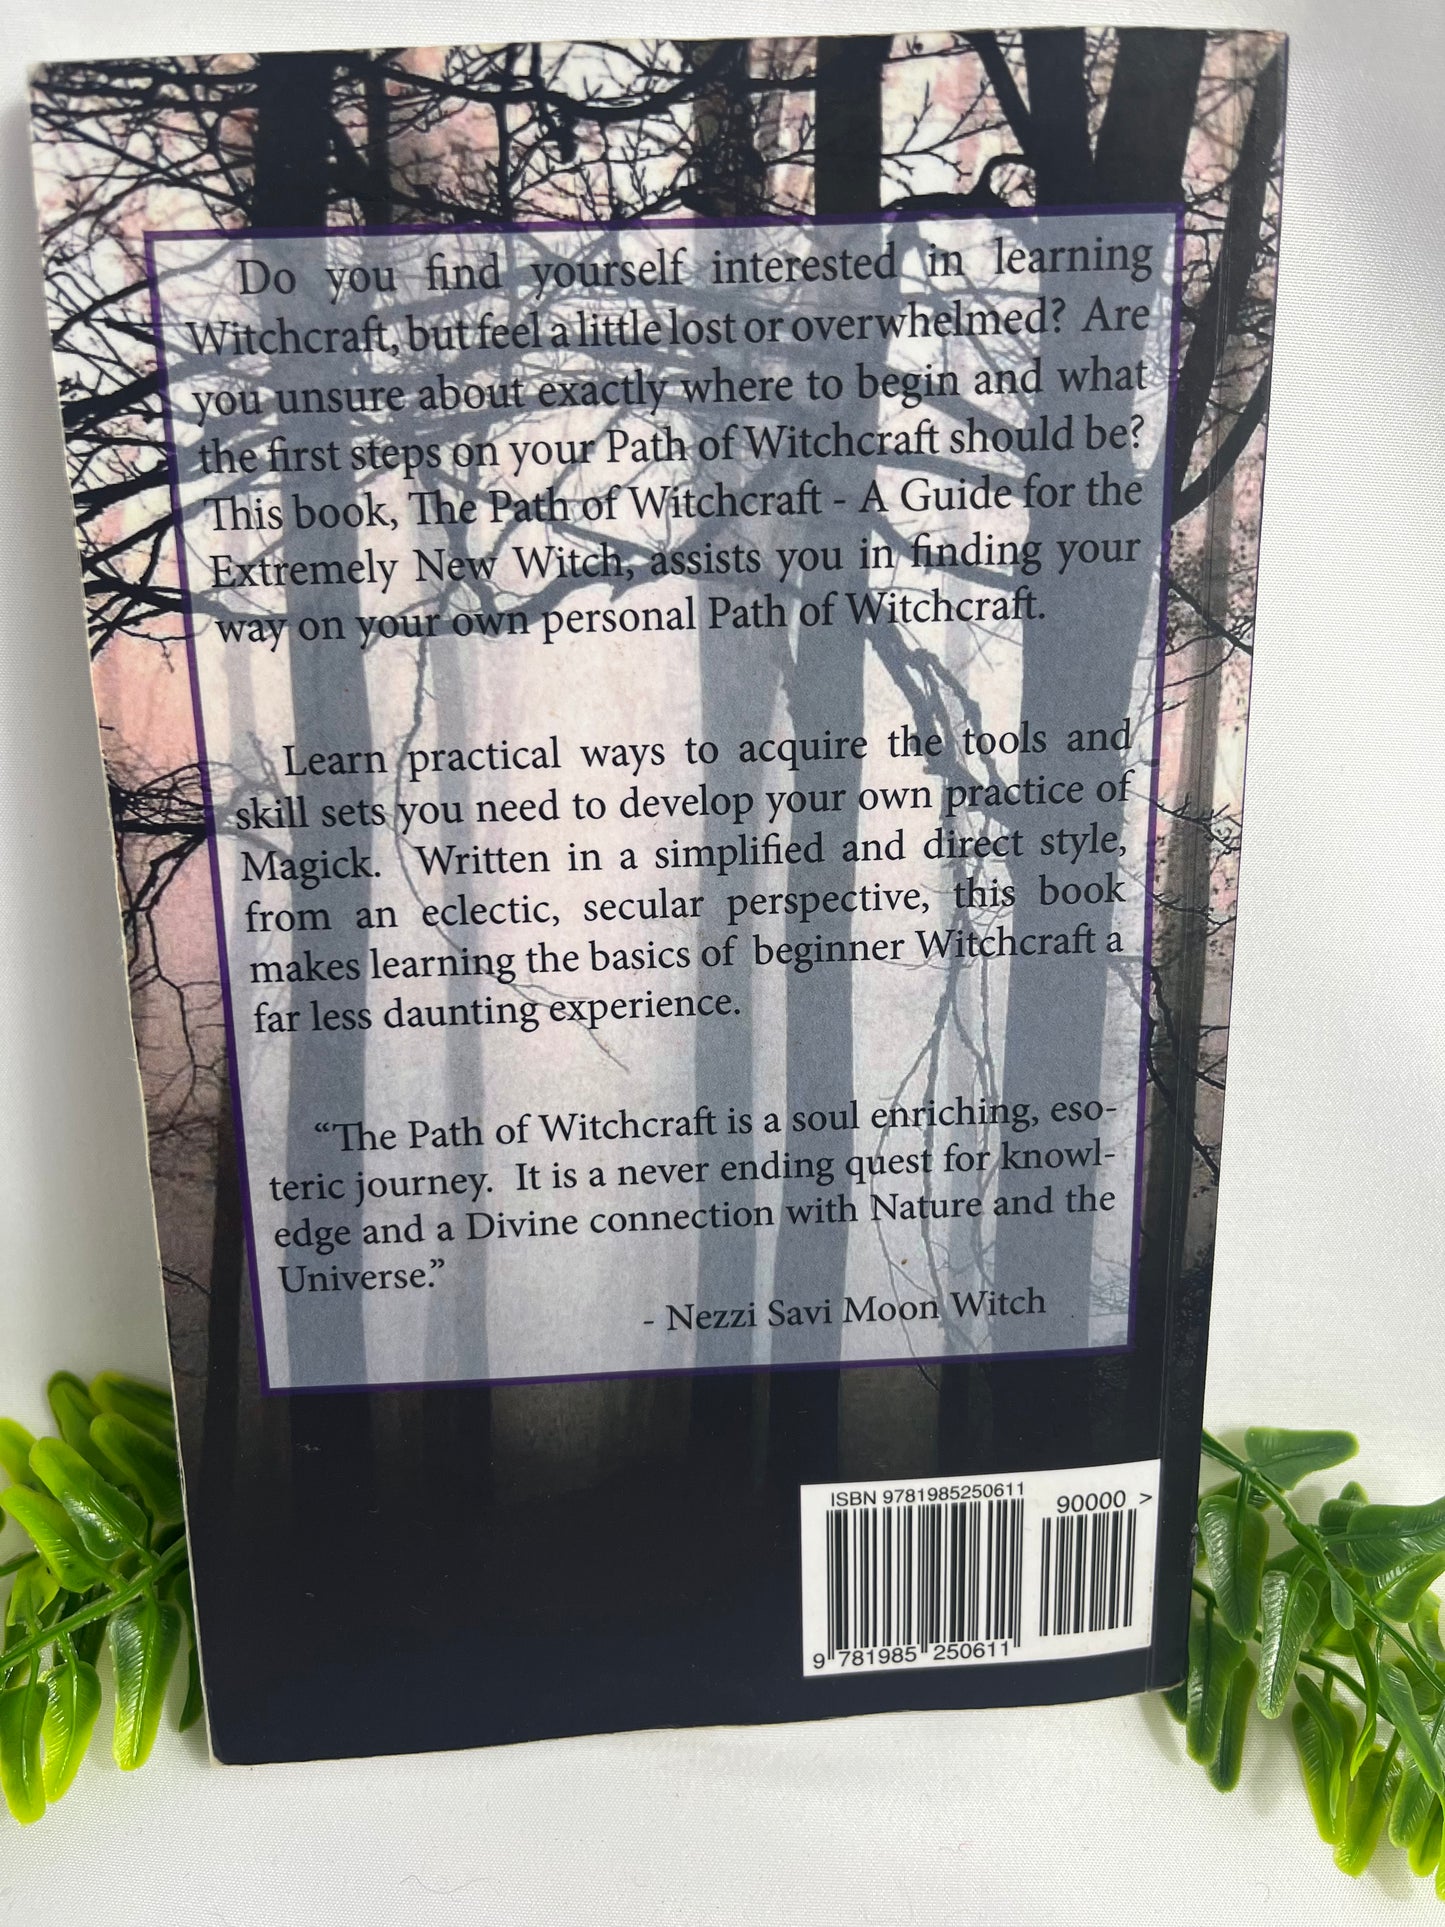 Do you find yourself interested in learning
Witchcraft, but feel a little lost or overwhelmed? Are
you unsure about exactly where to begin and what
the first steps on your Path of Witchcraft should be?
This book, The Path of Witchcraft - A Guide for the
Extremely New Witch, assists you in finding your
way on your own personal Path of Witchcraft.
Learn practical ways to acquire the tools and
skill sets you need to develop your own practice of
Magick. Written in a simplified and direct style,
from an eclectic, secular perspective, this book
makes learning the basics of beginner Witchcraft a
far less daunting experience.
“The Path of Witchcraft is a soul enriching, eso-
teric journey. It is a never ending quest for knowl-
edge and a Divine connection with Nature and the
Universe.”
- Nezzi Savi Moon Witch
ISBN 9781985250611
90000 >
9 781985 250611